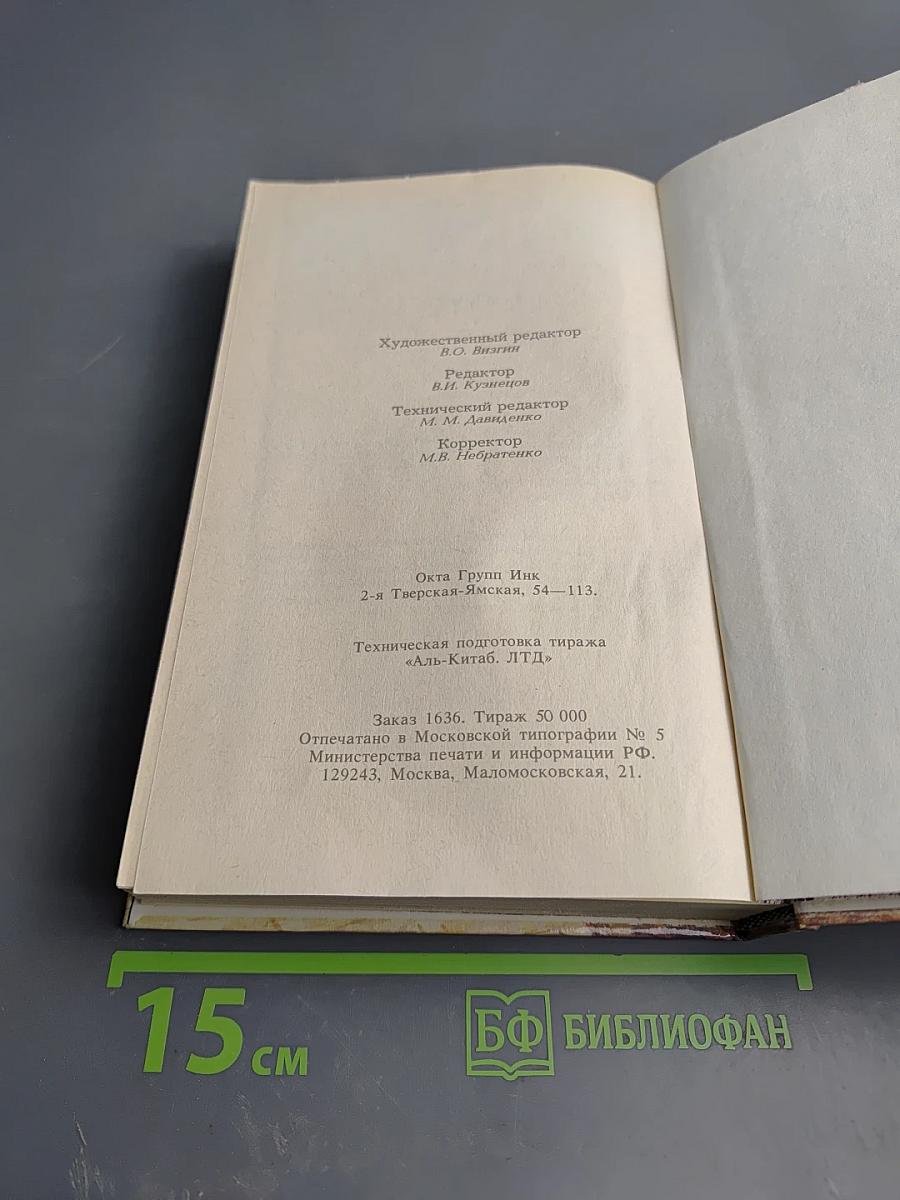 Художественный редактор
В.О. Визгин
Редактор
В.И. Кузнецов
Технический редактор
М. М. Давиденко
Корректор
М.В. Небратенко
Окта Групп Инк
2-я Тверская-Ямская, 54—113.
Техническая подготовка тиража
«Аль-Китаб. ЛТД»
Заказ 1636. Тираж 50 000
Отпечатано в Московской типографии № 5
Министерства печати и информации РФ.
129243, Москва, Маломосковская, 21.
15 см
БФ БИБЛИОФАН